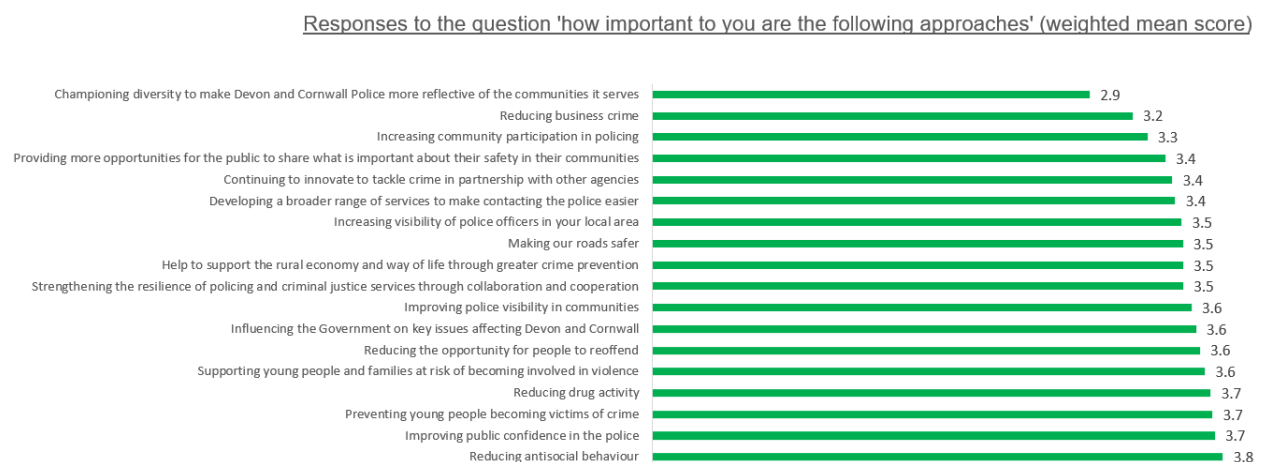 Responses to the question 'how important to you are the following approaches' (weighted mean score)
Championing diversity to make Devon and Cornwall Police more reflective of the communities it serves 2.9
Reducing business crime 3.2
Increasing community participation in policing 3.3
Providing more opportunities for the public to share what is important about their safety in their communities 3.4
Continuing to innovate to tackle crime in partnership with other agencies 3.4
Developing a broader range of services to make contacting the police easier 3.4
Increasing visibility of police officers in your local area 3.5
Making our roads safer 3.5
Help to support the rural economy and way of life through greater crime prevention 3.5
Strengthening the resilience of policing and criminal justice services through collaboration and cooperation 3.5
Improving police visibility in communities 3.6
Influencing the Government on key issues affecting Devon and Cornwall 3.6
Reducing the opportunity for people to reoffend 3.6
Supporting young people and families at risk of becoming involved in violence 3.6
Reducing drug activity 3.7
Preventing young people becoming victims of crime 3.7
Improving public confidence in the police 3.7
Reducing antisocial behaviour 3.8